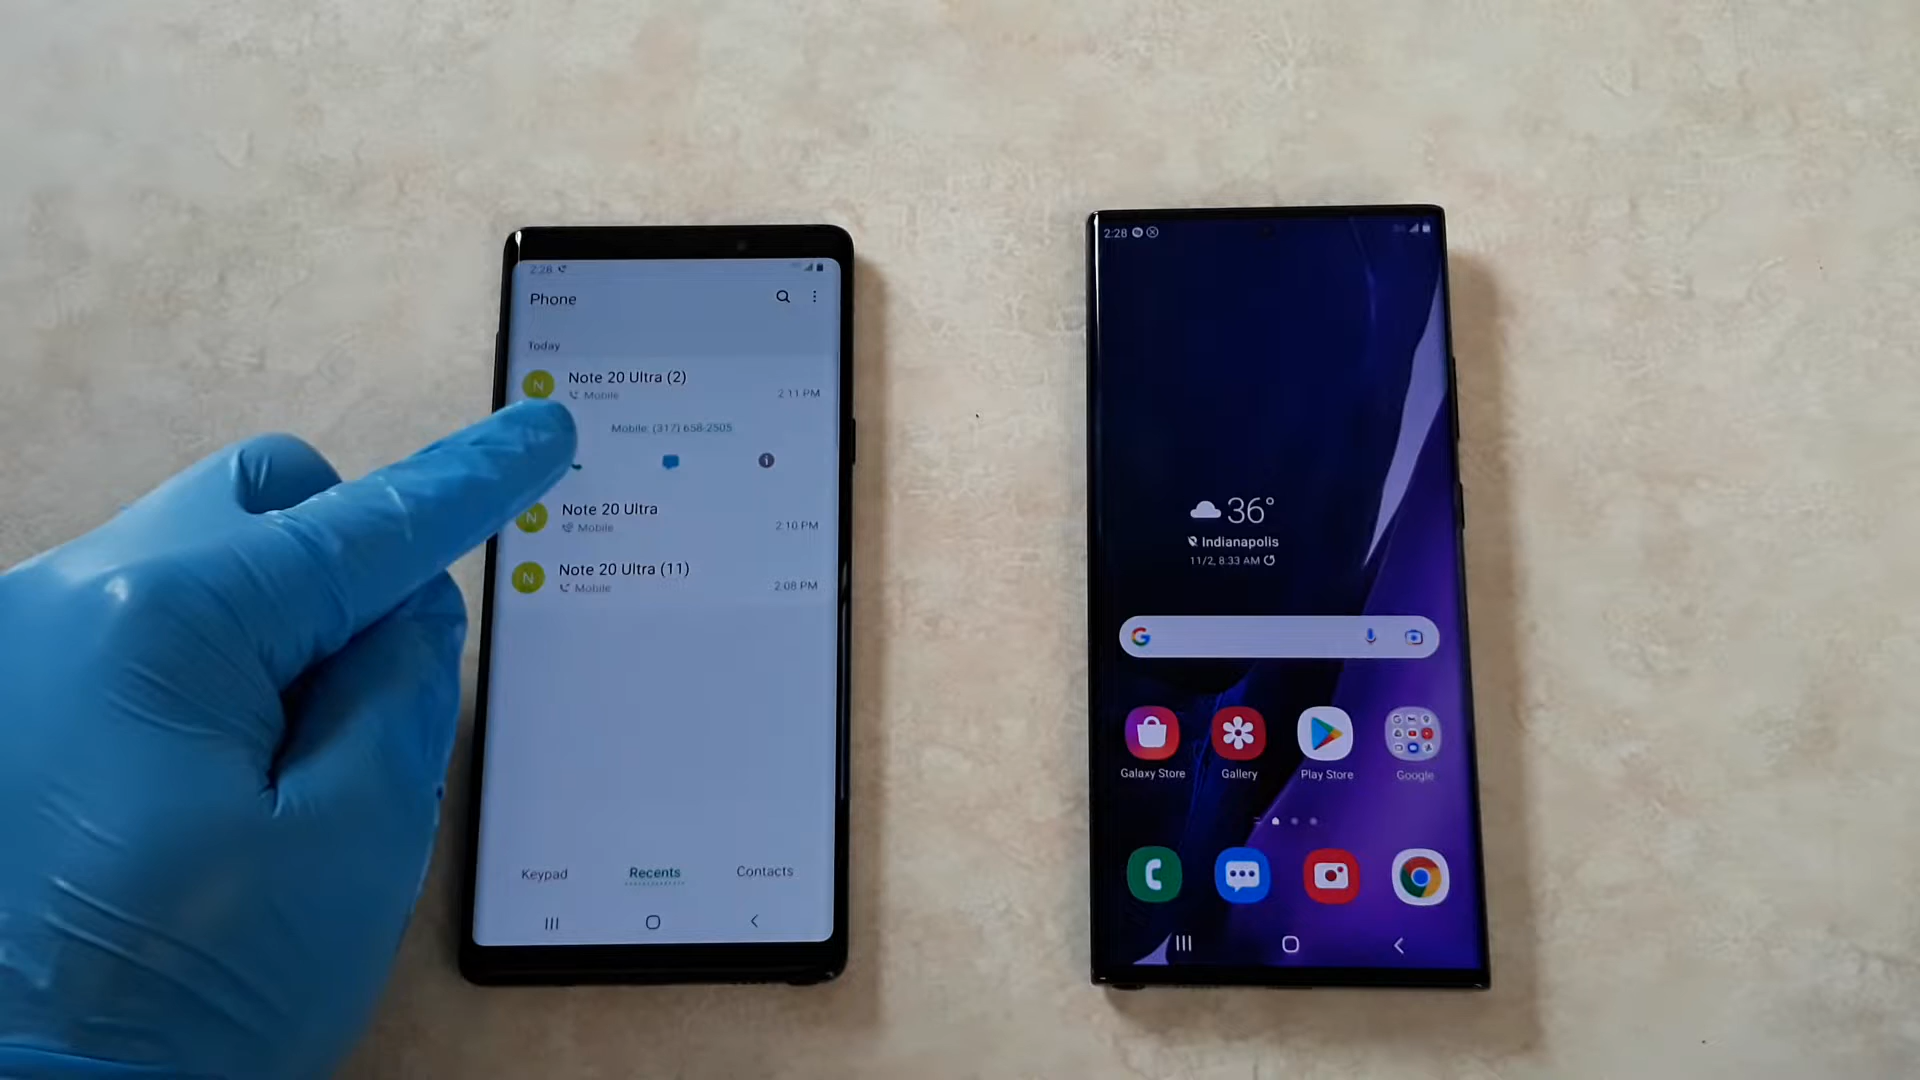 2:28
Phone
Today
N
Note 20 Ultra (2)
Mobile
2:11 PM
Mobile: (317) 658-2505
N
Note 20 Ultra
Mobile
2:10 PM
N
Note 20 Ultra (11)
Mobile
2:08 PM
Keypad
Recents
Contacts
2:28
36°
Indianapolis
11/2, 8:33 AM
G
Galaxy Store
Gallery
Play Store
Google